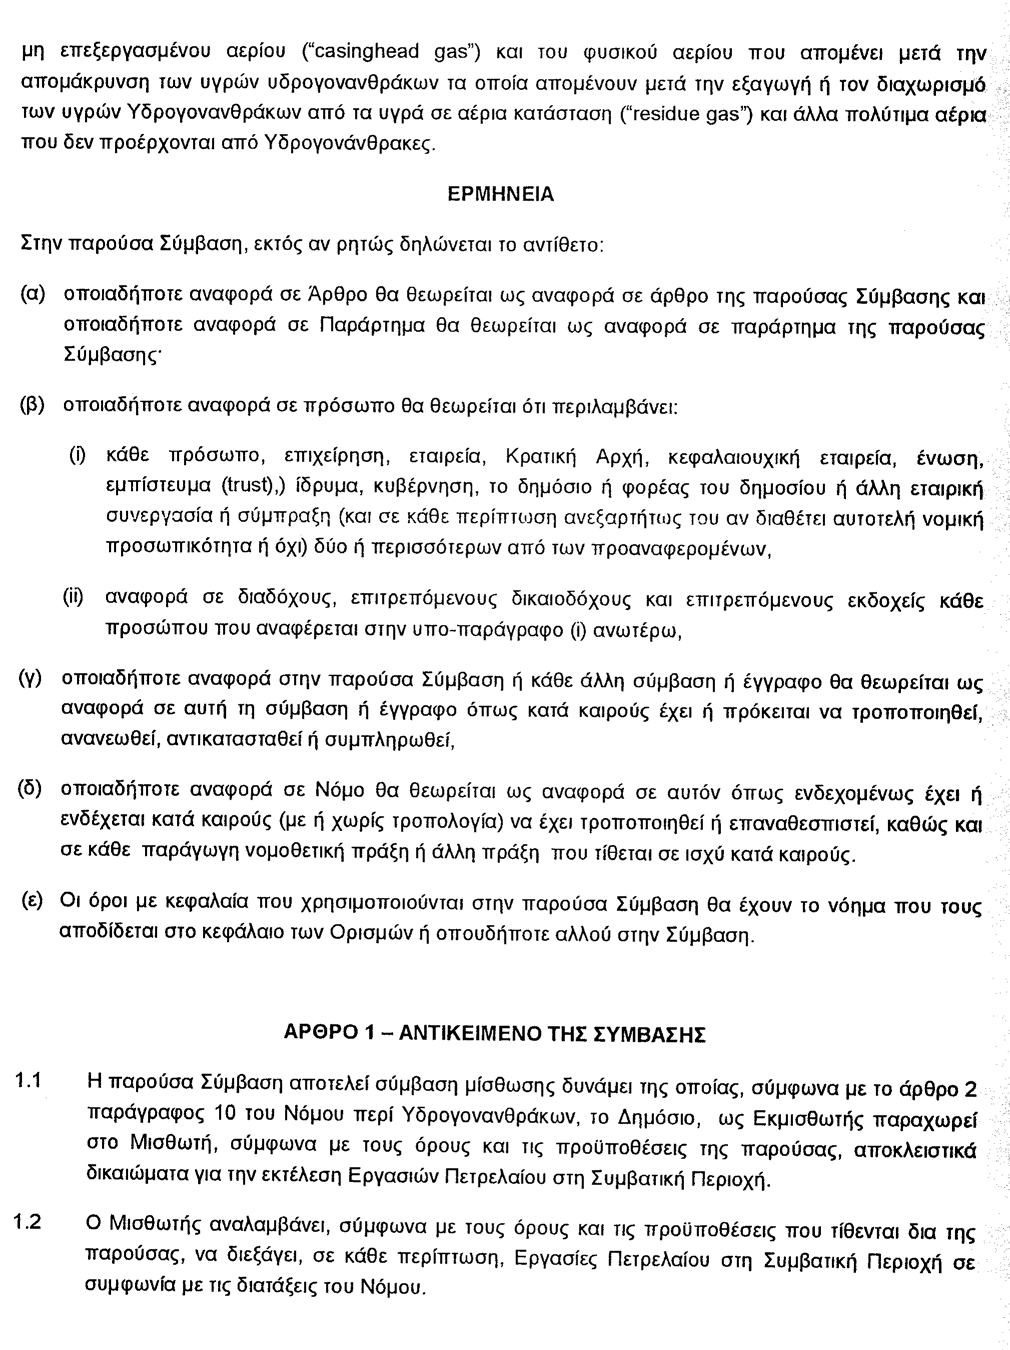 μη επεξεργασμένου αερίου (“casinghead gas”) και του φυσικού αερίου που απομένει μετά την
απομάκρυνση των υγρών υδρογονανθράκων τα οποία απομένουν μετά την εξαγωγή ή τον διαχωρισμό
των υγρών Υδρογονανθράκων από τα υγρά σε αέρια κατάσταση (“residue gas”) και άλλα πολύτιμα αέρια
που δεν προέρχονται από Υδρογονάνθρακες.
ΕΡΜΗΝΕΙΑ
Στην παρούσα Σύμβαση, εκτός αν ρητώς δηλώνεται το αντίθετο:
(α) οποιαδήποτε αναφορά σε Άρθρο θα θεωρείται ως αναφορά σε άρθρο της παρούσας Σύμβασης και
οποιαδήποτε αναφορά σε Παράρτημα θα θεωρείται ως αναφορά σε παράρτημα της παρούσας
Σύμβασης·
(β) οποιαδήποτε αναφορά σε πρόσωπο θα θεωρείται ότι περιλαμβάνει:
(i) κάθε πρόσωπο, επιχείρηση, εταιρεία, Κρατική Αρχή, κεφαλαιουχική εταιρεία, ένωση,
εμπίστευμα (trust),) ίδρυμα, κυβέρνηση, το δημόσιο ή φορέας του δημοσίου ή άλλη εταιρική
συνεργασία ή σύμπραξη (και σε κάθε περίπτωση ανεξαρτήτως του αν διαθέτει αυτοτελή νομική
προσωπικότητα ή όχι) δύο ή περισσότερων από των προαναφερομένων,
(ii) αναφορά σε διαδόχους, επιτρεπόμενους δικαιοδόχους και επιτρεπόμενους εκδοχείς κάθε
προσώπου που αναφέρεται στην υπο-παράγραφο (i) ανωτέρω,
(γ) οποιαδήποτε αναφορά στην παρούσα Σύμβαση ή κάθε άλλη σύμβαση ή έγγραφο θα θεωρείται ως
αναφορά σε αυτή τη σύμβαση ή έγγραφο όπως κατά καιρούς έχει ή πρόκειται να τροποποιηθεί,
ανανεωθεί, αντικατασταθεί ή συμπληρωθεί,
(δ) οποιαδήποτε αναφορά σε Νόμο θα θεωρείται ως αναφορά σε αυτόν όπως ενδεχομένως έχει ή
ενδέχεται κατά καιρούς (με ή χωρίς τροπολογία) να έχει τροποποιηθεί ή επαναθεσπιστεί, καθώς και
σε κάθε παράγωγη νομοθετική πράξη ή άλλη πράξη που τίθεται σε ισχύ κατά καιρούς.
(ε) Οι όροι με κεφαλαία που χρησιμοποιούνται στην παρούσα Σύμβαση θα έχουν το νόημα που τους
αποδίδεται στο κεφάλαιο των Ορισμών ή οπουδήποτε αλλού στην Σύμβαση.
ΑΡΘΡΟ 1 – ΑΝΤΙΚΕΙΜΕΝΟ ΤΗΣ ΣΥΜΒΑΣΗΣ
1.1 Η παρούσα Σύμβαση αποτελεί σύμβαση μίσθωσης δυνάμει της οποίας, σύμφωνα με το άρθρο 2
παράγραφος 10 του Νόμου περί Υδρογονανθράκων, το Δημόσιο, ως Εκμισθωτής παραχωρεί
στο Μισθωτή, σύμφωνα με τους όρους και τις προϋποθέσεις της παρούσας, αποκλειστικά
δικαιώματα για την εκτέλεση Εργασιών Πετρελαίου στη Συμβατική Περιοχή.
1.2 Ο Μισθωτής αναλαμβάνει, σύμφωνα με τους όρους και τις προϋποθέσεις που τίθενται δια της
παρούσας, να διεξάγει, σε κάθε περίπτωση, Εργασίες Πετρελαίου στη Συμβατική Περιοχή σε
συμφωνία με τις διατάξεις του Νόμου.